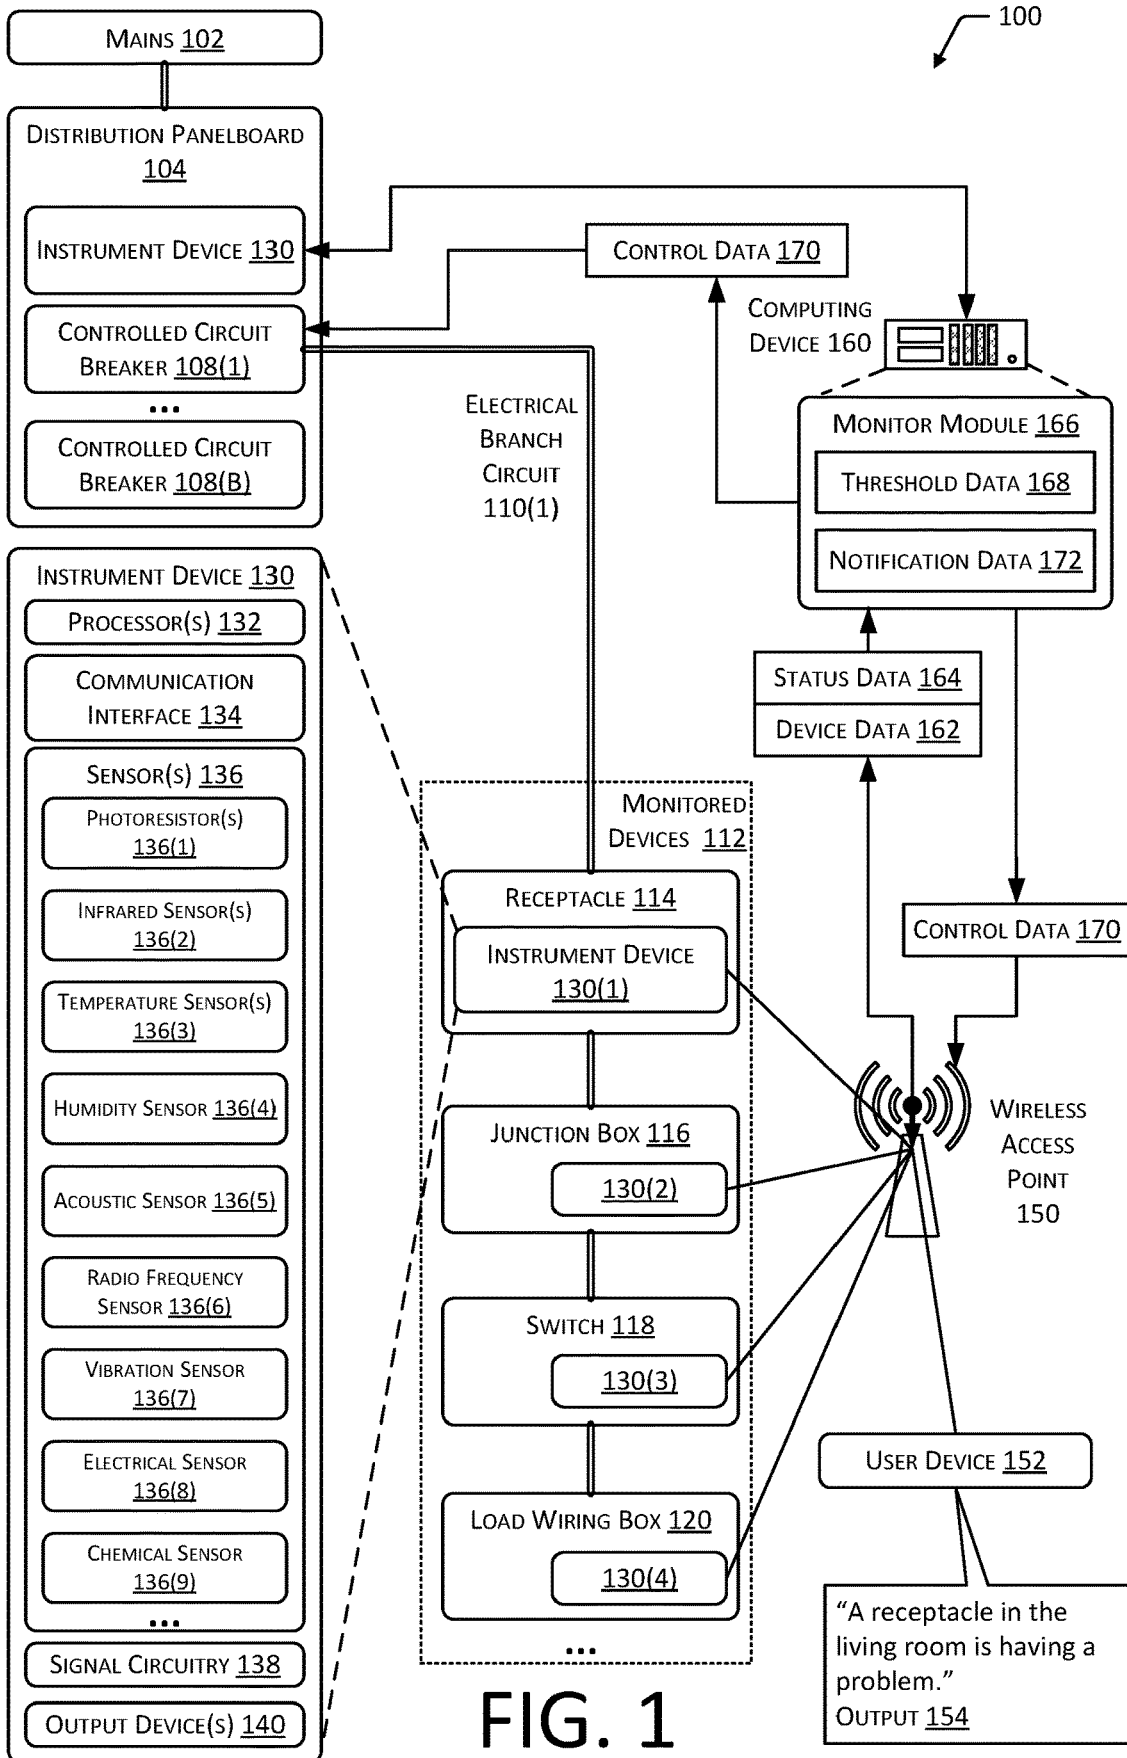 100
MAINS 102
DISTRIBUTION PANELBOARD
104
INSTRUMENT DEVICE 130
CONTROLLED CIRCUIT
BREAKER 108(1)
...
CONTROLLED CIRCUIT
BREAKER 108(B)
CONTROL DATA 170
COMPUTING
DEVICE 160
MONITOR MODULE 166
THRESHOLD DATA 168
NOTIFICATION DATA 172
ELECTRICAL
BRANCH
CIRCUIT
110(1)
INSTRUMENT DEVICE 130
PROCESSOR(S) 132
COMMUNICATION
INTERFACE 134
SENSOR(S) 136
PHOTORESISTOR(S)
136(1)
INFRARED SENSOR(S)
136(2)
TEMPERATURE SENSOR(S)
136(3)
HUMIDITY SENSOR 136(4)
ACOUSTIC SENSOR 136(5)
RADIO FREQUENCY
SENSOR 136(6)
VIBRATION SENSOR
136(7)
ELECTRICAL SENSOR
136(8)
CHEMICAL SENSOR
136(9)
...
SIGNAL CIRCUITRY 138
OUTPUT DEVICE(S) 140
MONITORED
DEVICES 112
RECEPTACLE 114
INSTRUMENT DEVICE
130(1)
JUNCTION BOX 116
130(2)
SWITCH 118
130(3)
LOAD WIRING BOX 120
130(4)
...
STATUS DATA 164
DEVICE DATA 162
CONTROL DATA 170
WIRELESS
ACCESS
POINT
150
USER DEVICE 152
“A receptacle in the
living room is having a
problem.”
OUTPUT 154
FIG. 1